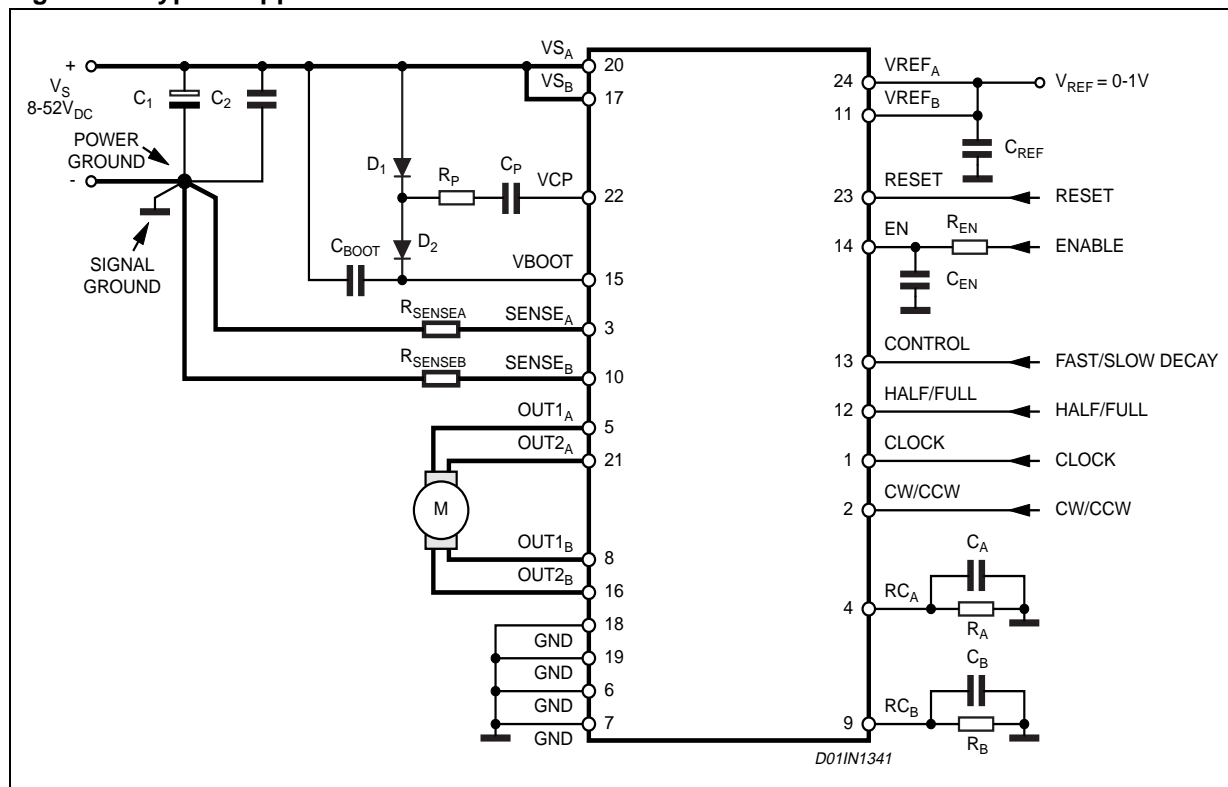 +
V_S
8-52V_DC
-
C_1
C_2
POWER
GROUND
SIGNAL
GROUND
D_1
R_P
C_P
D_2
C_BOOT
R_SENSEA
R_SENSEB
M
VS_A
20
VS_B
17
VCP
22
VBOOT
15
SENSE_A
3
SENSE_B
10
OUT1_A
5
OUT2_A
21
OUT1_B
8
OUT2_B
16
18
GND
19
GND
6
GND
7
GND
24 VREF_A
V_REF = 0-1V
11 VREF_B
C_REF
RESET
23
RESET
EN
14
R_EN
ENABLE
C_EN
CONTROL
13
FAST/SLOW DECAY
HALF/FULL
12
HALF/FULL
CLOCK
1
CLOCK
CW/CCW
2
CW/CCW
C_A
4
RC_A
R_A
C_B
9
RC_B
R_B
D01IN1341